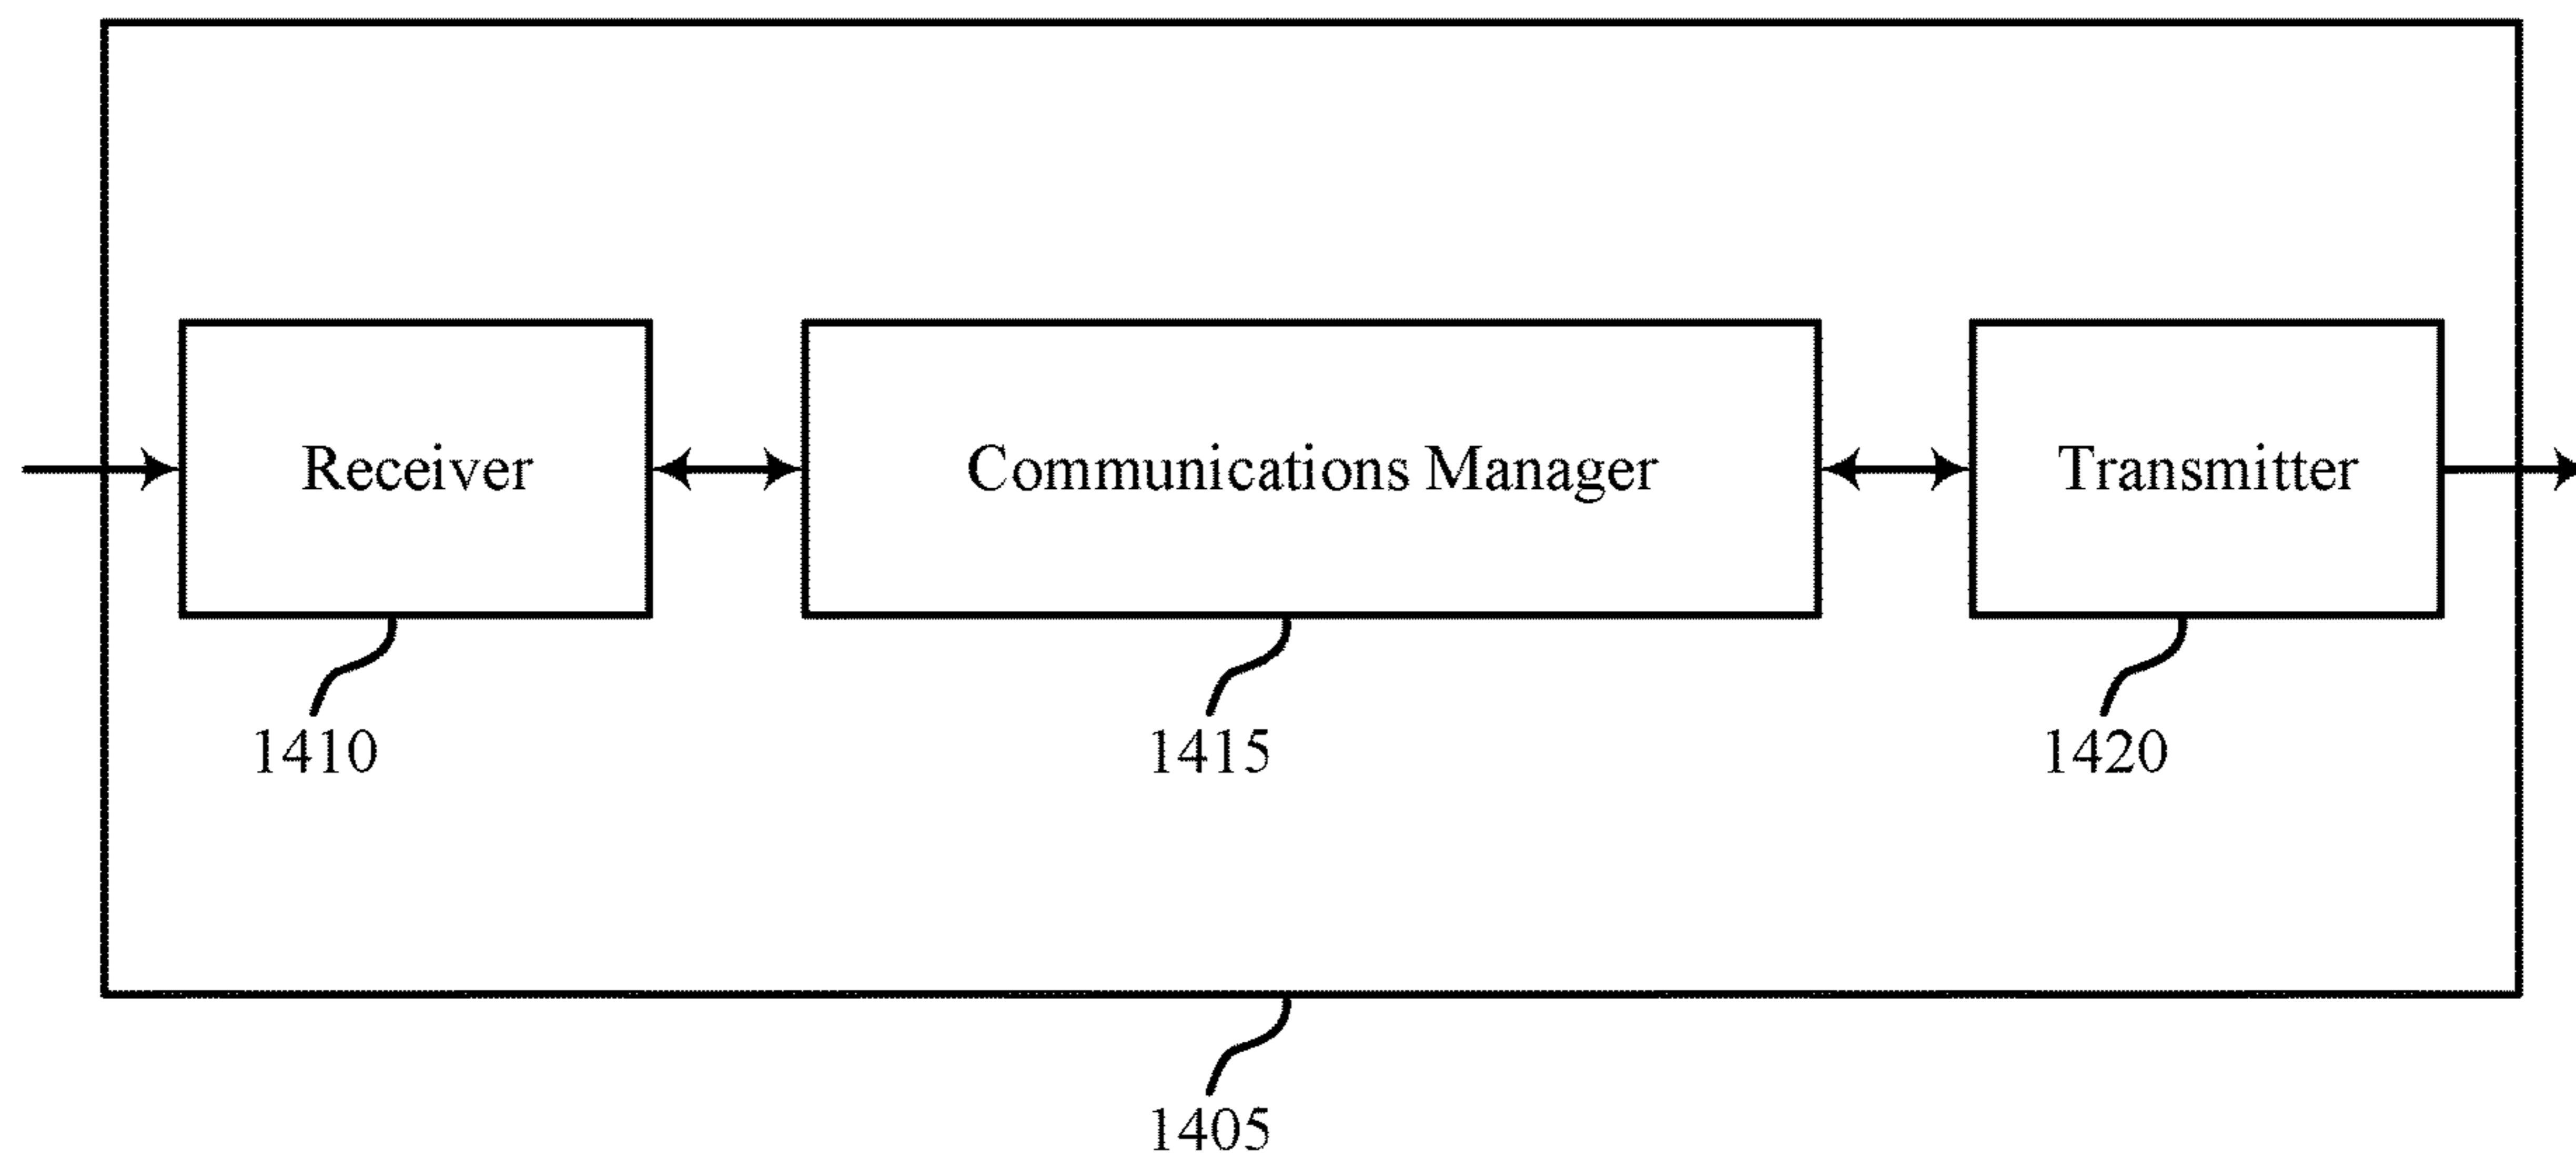 Receiver
Communications Manager
Transmitter
1410
1415
1420
1405